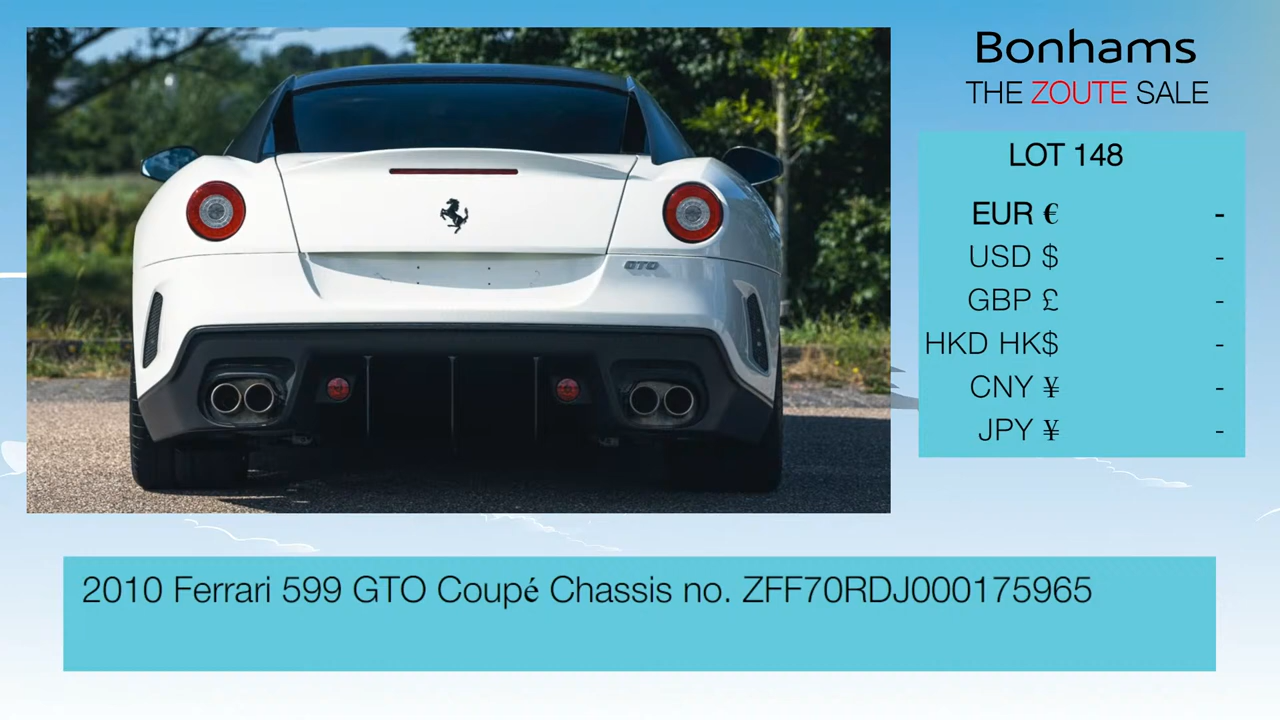 Bonhams
THE ZOUTE SALE
LOT 148
EUR € -
USD $ -
GBP £ -
HKD HK$ -
CNY ¥ -
JPY ¥ -
GTO
2010 Ferrari 599 GTO Coupé Chassis no. ZFF70RDJ000175965